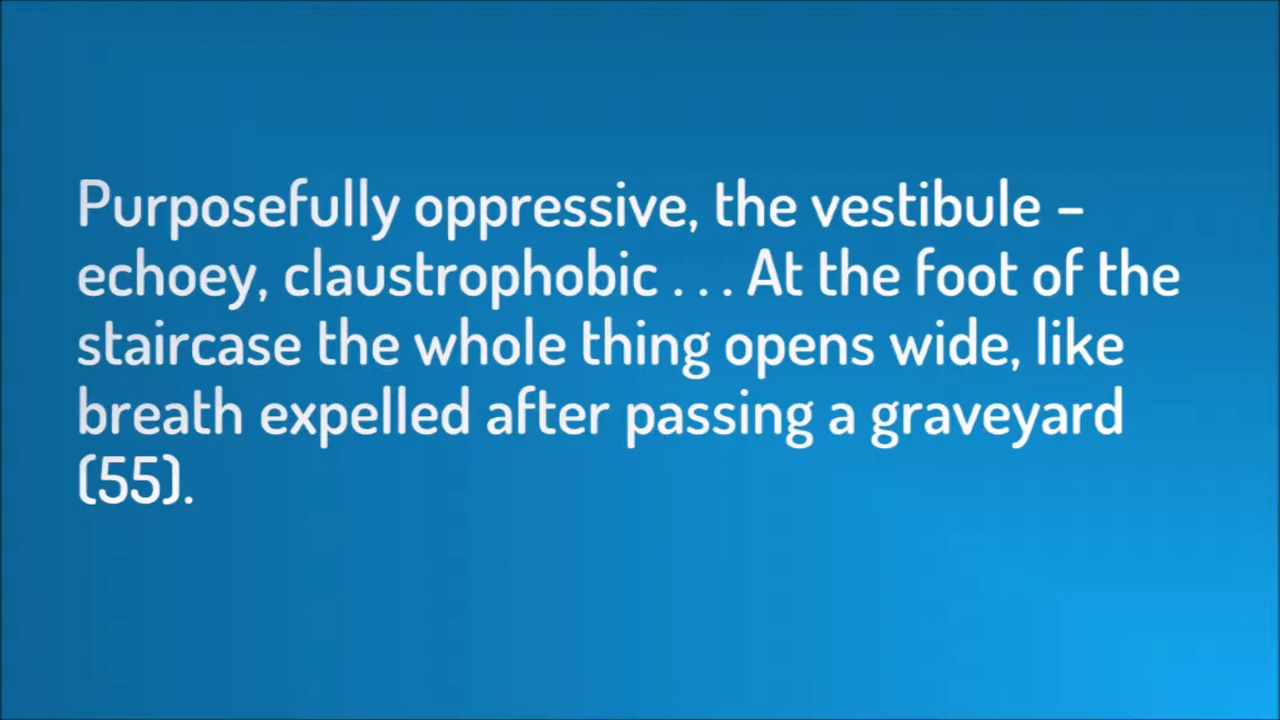 Purposefully oppressive, the vestibule –
echoey, claustrophobic . . . At the foot of the
staircase the whole thing opens wide, like
breath expelled after passing a graveyard
(55).